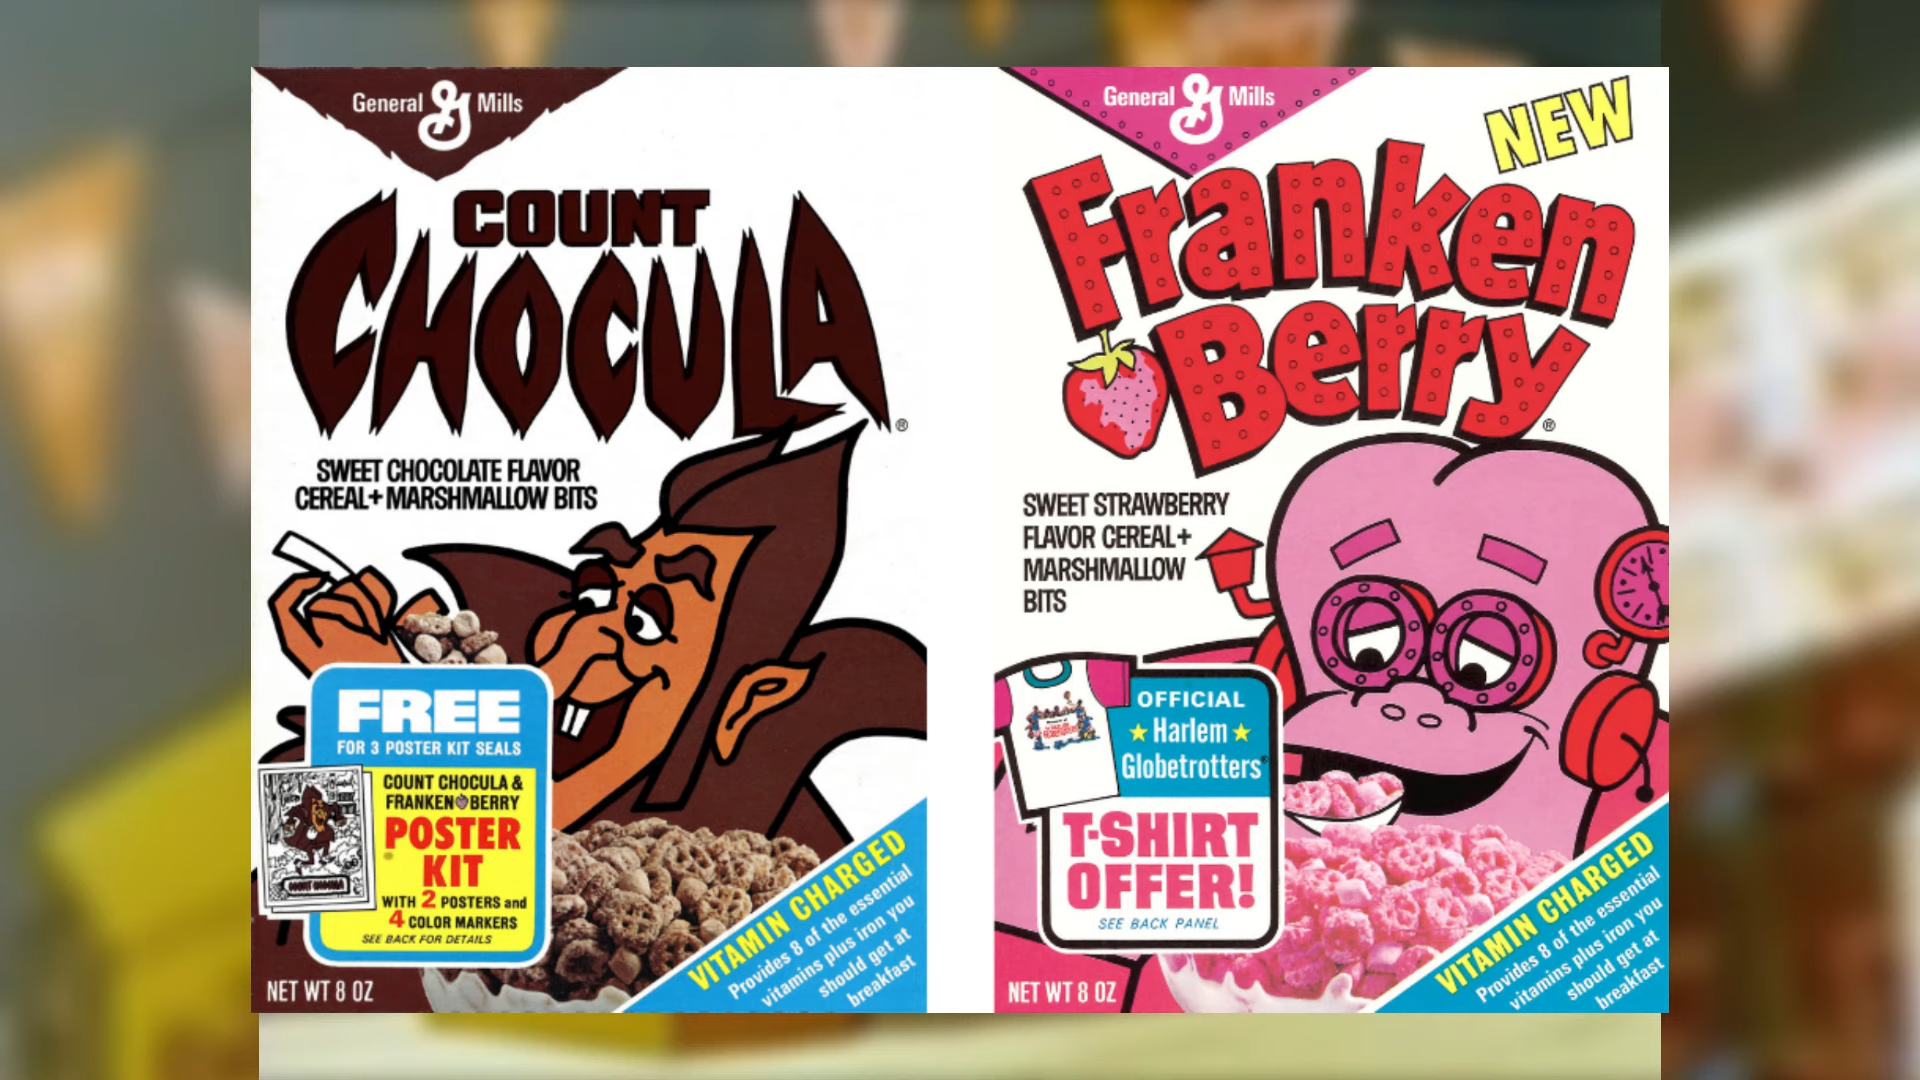 General Mills
COUNT
CHOCULA
®
SWEET CHOCOLATE FLAVOR
CEREAL + MARSHMALLOW BITS
FREE
FOR 3 POSTER KIT SEALS
COUNT CHOCULA &
FRANKEN BERRY
POSTER
KIT
WITH 2 POSTERS and
4 COLOR MARKERS
SEE BACK FOR DETAILS
COUNT CHOCULA
VITAMIN CHARGED
Provides 8 of the essential
vitamins plus iron you
should get at
breakfast
NET WT 8 OZ
General Mills
NEW
Franken
Berry
®
SWEET STRAWBERRY
FLAVOR CEREAL +
MARSHMALLOW
BITS
OFFICIAL
Harlem
Globetrotters®
T-SHIRT
OFFER!
SEE BACK PANEL
VITAMIN CHARGED
Provides 8 of the essential
vitamins plus iron you
should get at
breakfast
NET WT 8 OZ